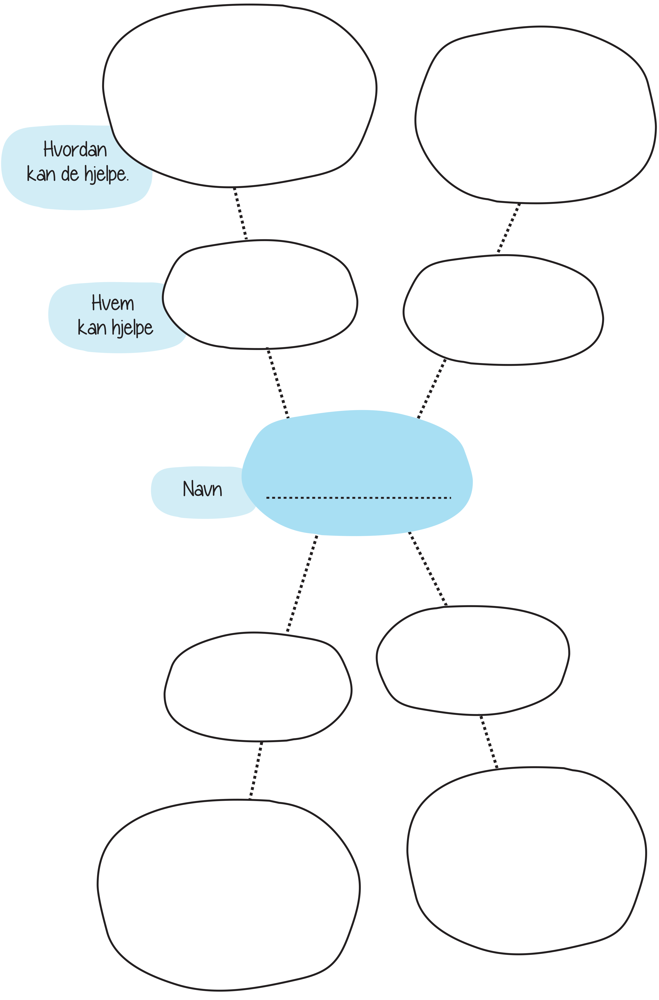 Hvordan
kan de hjelpe.
Hvem
kan hjelpe
Navn